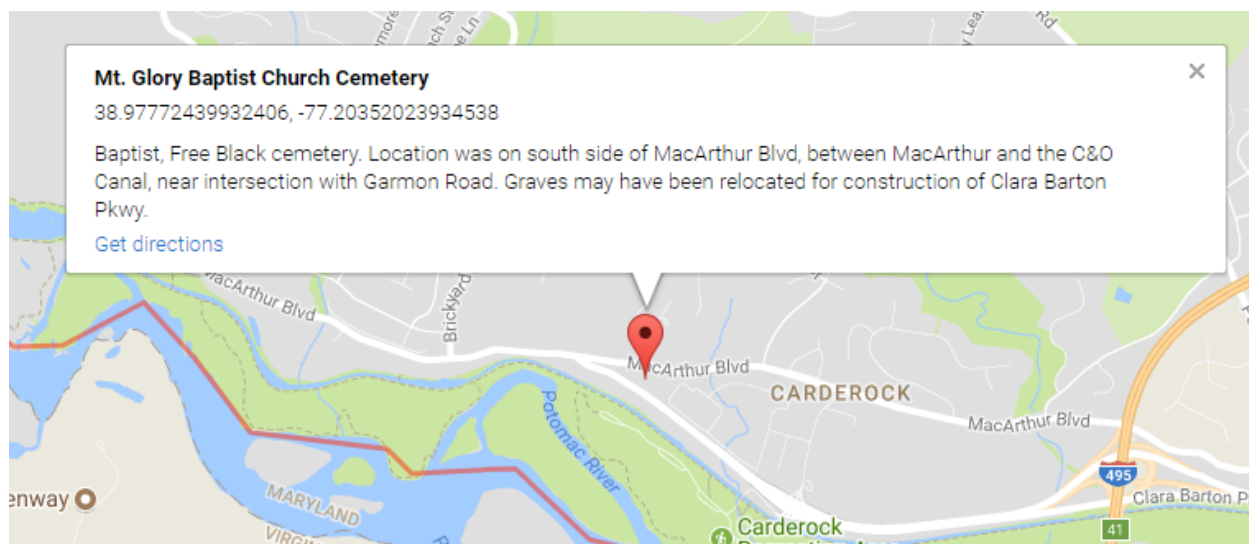 Mt. Glory Baptist Church Cemetery
38.97772439932406, -77.20352023934538
Baptist, Free Black cemetery. Location was on south side of MacArthur Blvd, between MacArthur and the C&O
Canal, near intersection with Garmon Road. Graves may have been relocated for construction of Clara Barton
Pkwy.
Get directions
Rd
MacArthur Blvd
Brickyard
MacArthur Blvd
CARDEROCK
MacArthur Blvd
Potomac River
495
Clara Barton P
41
MARYLAND
enway
Carderock